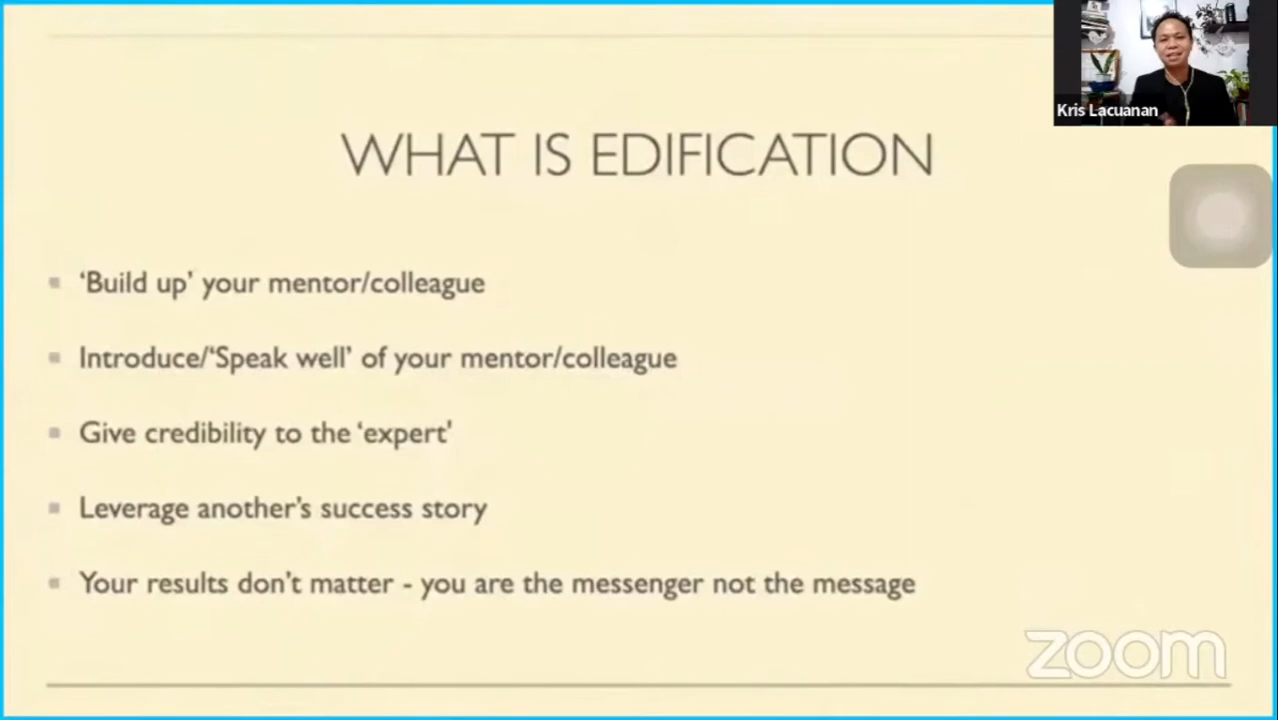 Kris Lacuanan
WHAT IS EDIFICATION
‘Build up’ your mentor/colleague
Introduce/‘Speak well’ of your mentor/colleague
Give credibility to the ‘expert’
Leverage another’s success story
Your results don’t matter - you are the messenger not the message
zoom